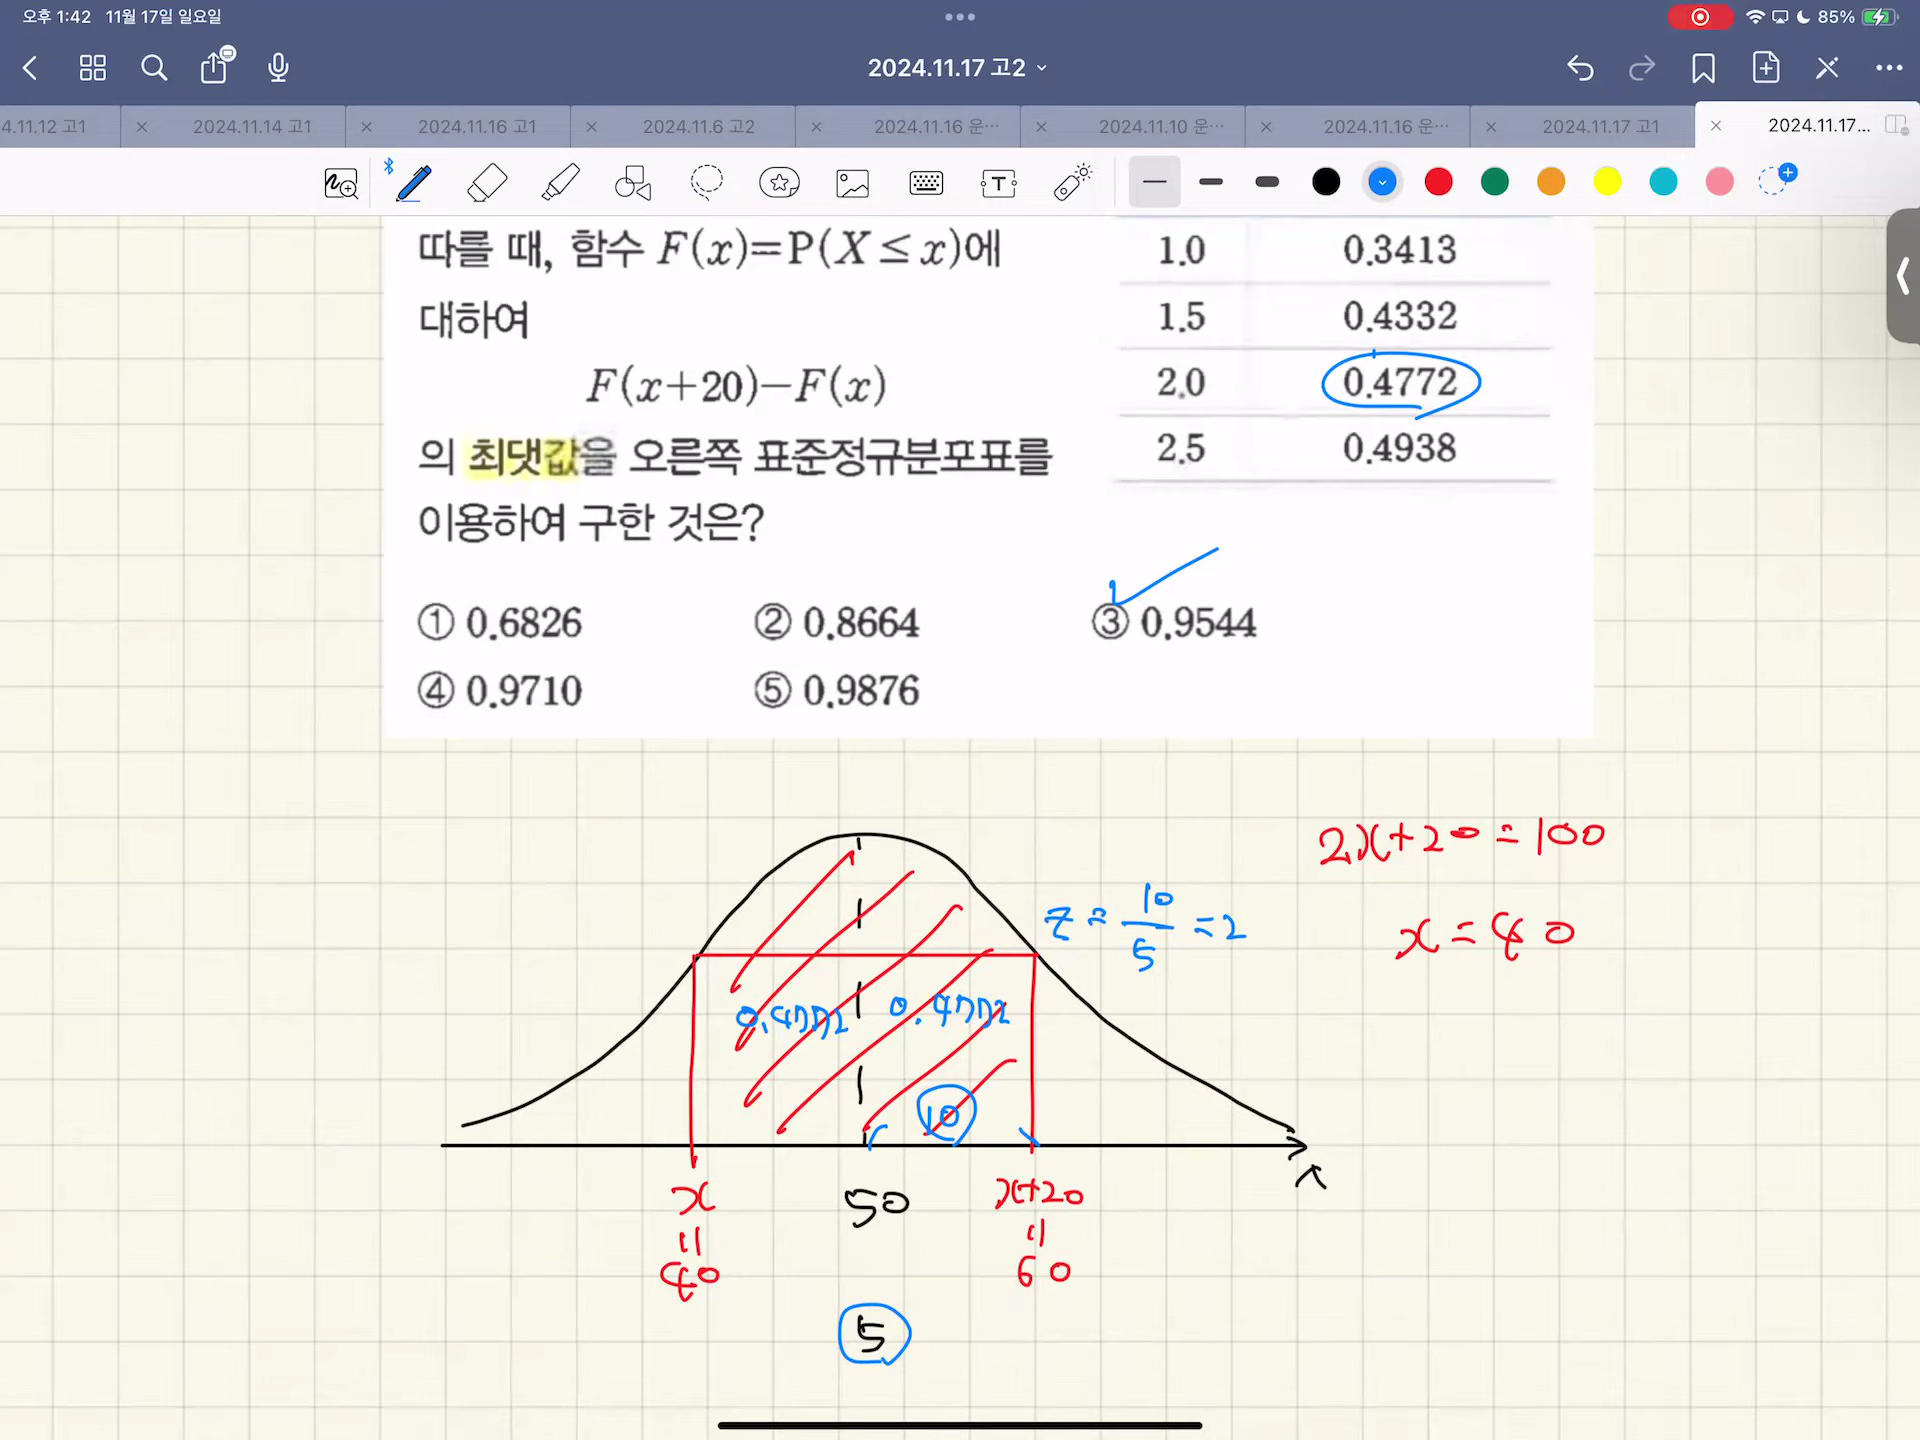 오후 1:42 11월 17일 일요일
85%
2024.11.17 고2
4.11.12 고1
2024.11.14 고1
2024.11.16 고1
2024.11.6 고2
2024.11.16 운…
2024.11.10 운…
2024.11.16 운…
2024.11.17 고1
2024.11.17...
따를 때, 함수 F(x)=P(X≤x)에
대하여
F(x+20)−F(x)
의 최댓값을 오른쪽 표준정규분포표를
이용하여 구한 것은?
1.0 0.3413
1.5 0.4332
2.0 0.4772
2.5 0.4938
① 0.6826 ② 0.8664 ③ 0.9544
④ 0.9710 ⑤ 0.9876
2x+20=100
x=40
z=10/5=2
0.4772 0.4772
10
x 50 x+20
= =
40 60
5
x